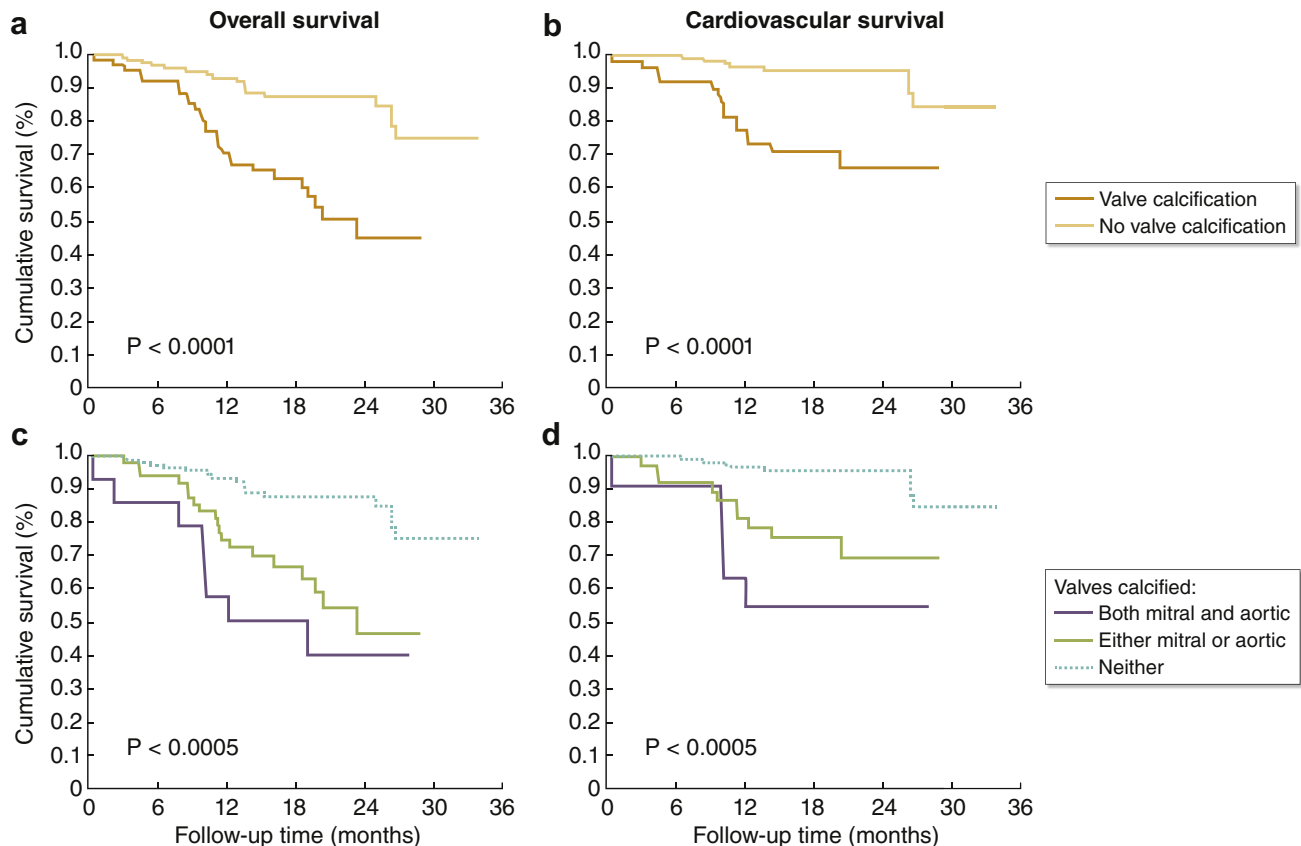 a
Overall survival
Cumulative survival (%)
1.0
0.9
0.8
0.7
0.6
0.5
0.4
0.3
0.2
0.1
0
P < 0.0001
0 6 12 18 24 30 36
b
Cardiovascular survival
1.0
0.9
0.8
0.7
0.6
0.5
0.4
0.3
0.2
0.1
0
P < 0.0001
0 6 12 18 24 30 36
Valve calcification
No valve calcification
c
Cumulative survival (%)
1.0
0.9
0.8
0.7
0.6
0.5
0.4
0.3
0.2
0.1
0
P < 0.0005
0 6 12 18 24 30 36
Follow-up time (months)
d
1.0
0.9
0.8
0.7
0.6
0.5
0.4
0.3
0.2
0.1
0
P < 0.0005
0 6 12 18 24 30 36
Follow-up time (months)
Valves calcified:
Both mitral and aortic
Either mitral or aortic
Neither